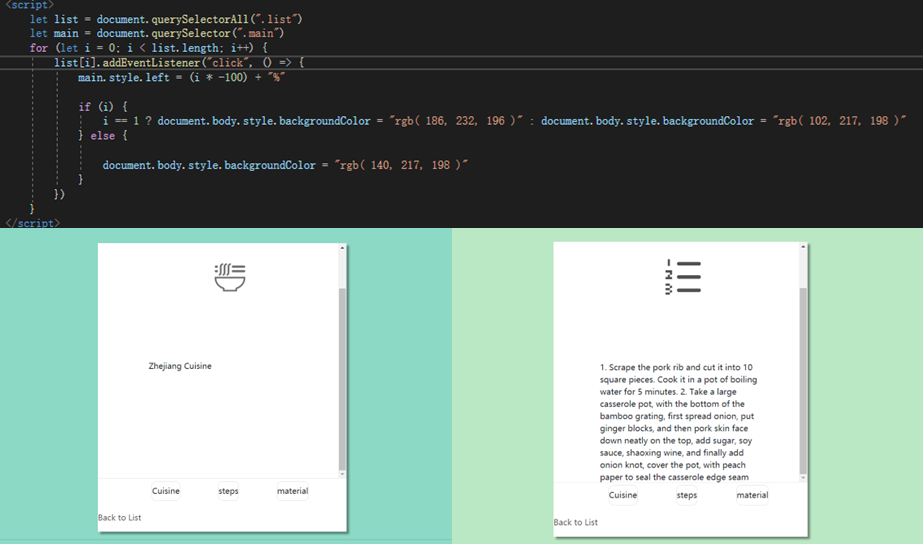 <script>
let list = document.querySelectorAll(".list")
let main = document.querySelector(".main")
for (let i = 0; i < list.length; i++) {
list[i].addEventListener("click", () => {
main.style.left = (i * -100) + "%"
if (i) {
i == 1 ? document.body.style.backgroundColor = "rgb( 186, 232, 196 )" : document.body.style.backgroundColor = "rgb( 102, 217, 198 )"
} else {
document.body.style.backgroundColor = "rgb( 140, 217, 198 )"
}
})
}
</script>
Zhejiang Cuisine
Cuisine steps material
Back to List
1
2
3
1. Scrape the pork rib and cut it into 10
square pieces. Cook it in a pot of boiling
water for 5 minutes. 2. Take a large
casserole pot, with the bottom of the
bamboo grating, first spread onion, put
ginger blocks, and then pork skin face
down neatly on the top, add sugar, soy
sauce, shaoxing wine, and finally add
onion knot, cover the pot, with peach
paper to seal the casserole edge seam
Cuisine steps material
Back to List